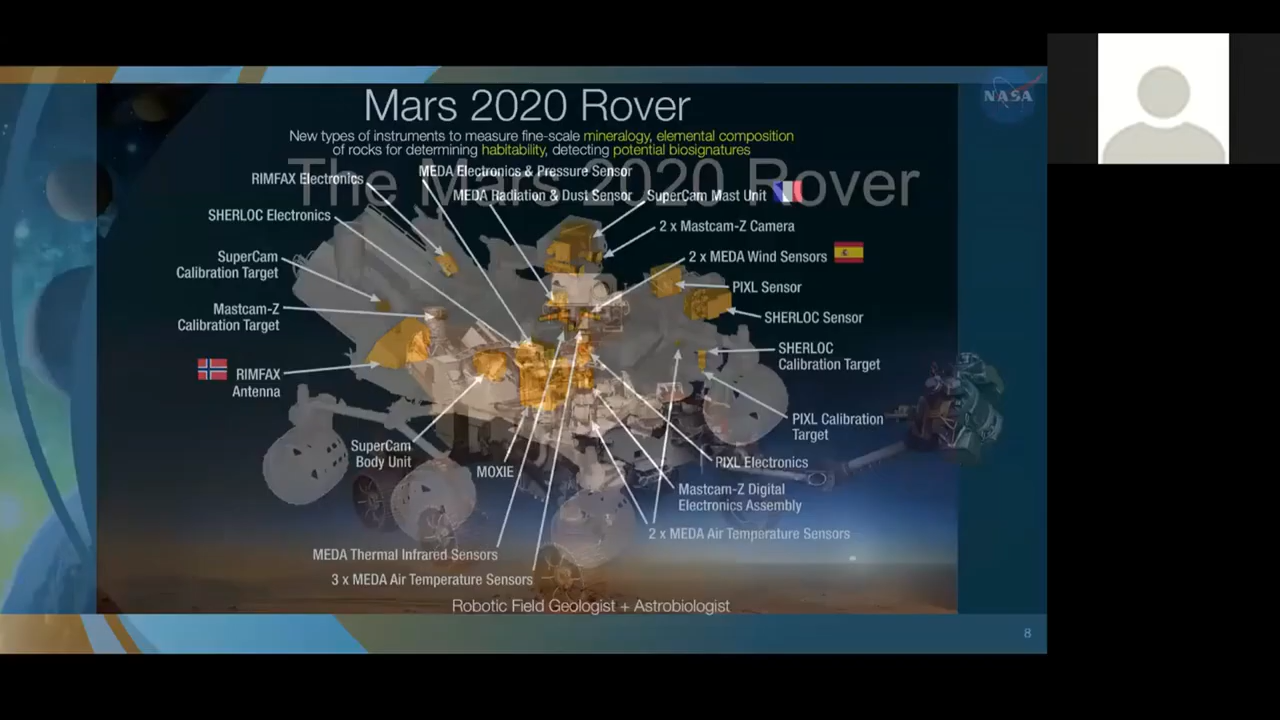 NASA
Mars 2020 Rover
New types of instruments to measure fine-scale mineralogy, elemental composition
of rocks for determining habitability, detecting potential biosignatures
The Mars 2020 Rover
MEDA Electronics & Pressure Sensor
RIMFAX Electronics
MEDA Radiation & Dust Sensor
SuperCam Mast Unit
SHERLOC Electronics
2 x Mastcam-Z Camera
SuperCam
Calibration Target
2 x MEDA Wind Sensors
PIXL Sensor
Mastcam-Z
Calibration Target
SHERLOC Sensor
SHERLOC
Calibration Target
RIMFAX
Antenna
PIXL Calibration
Target
SuperCam
Body Unit
MOXIE
PIXL Electronics
Mastcam-Z Digital
Electronics Assembly
2 x MEDA Air Temperature Sensors
MEDA Thermal Infrared Sensors
3 x MEDA Air Temperature Sensors
Robotic Field Geologist + Astrobiologist
8